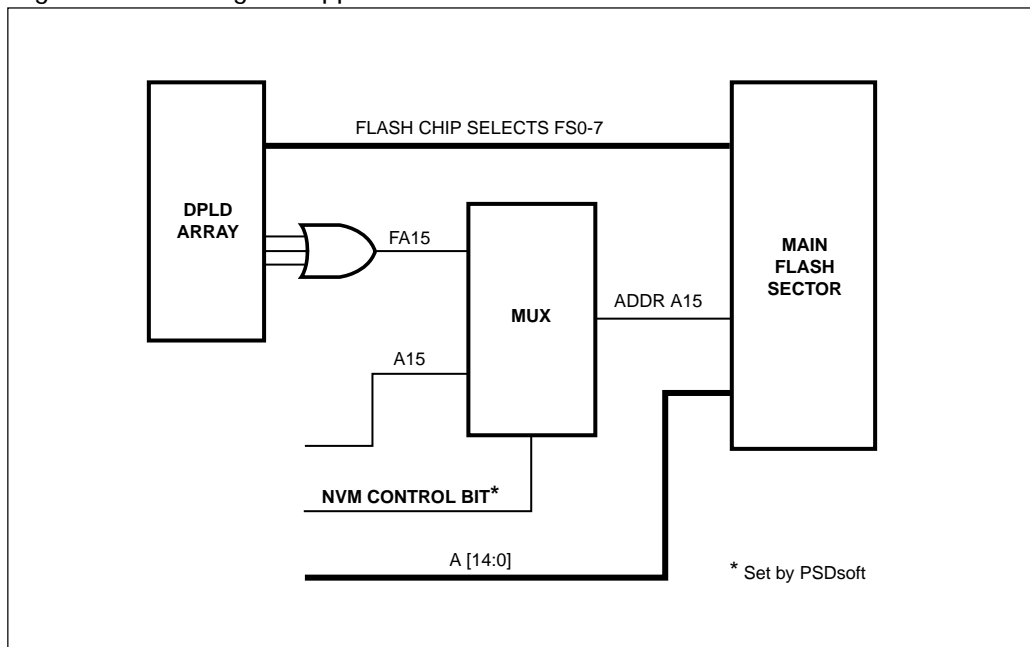 FLASH CHIP SELECTS FS0-7
DPLD
ARRAY
FA15
MUX
MAIN
FLASH
SECTOR
ADDR A15
A15
NVM CONTROL BIT*
A [14:0]
* Set by PSDsoft